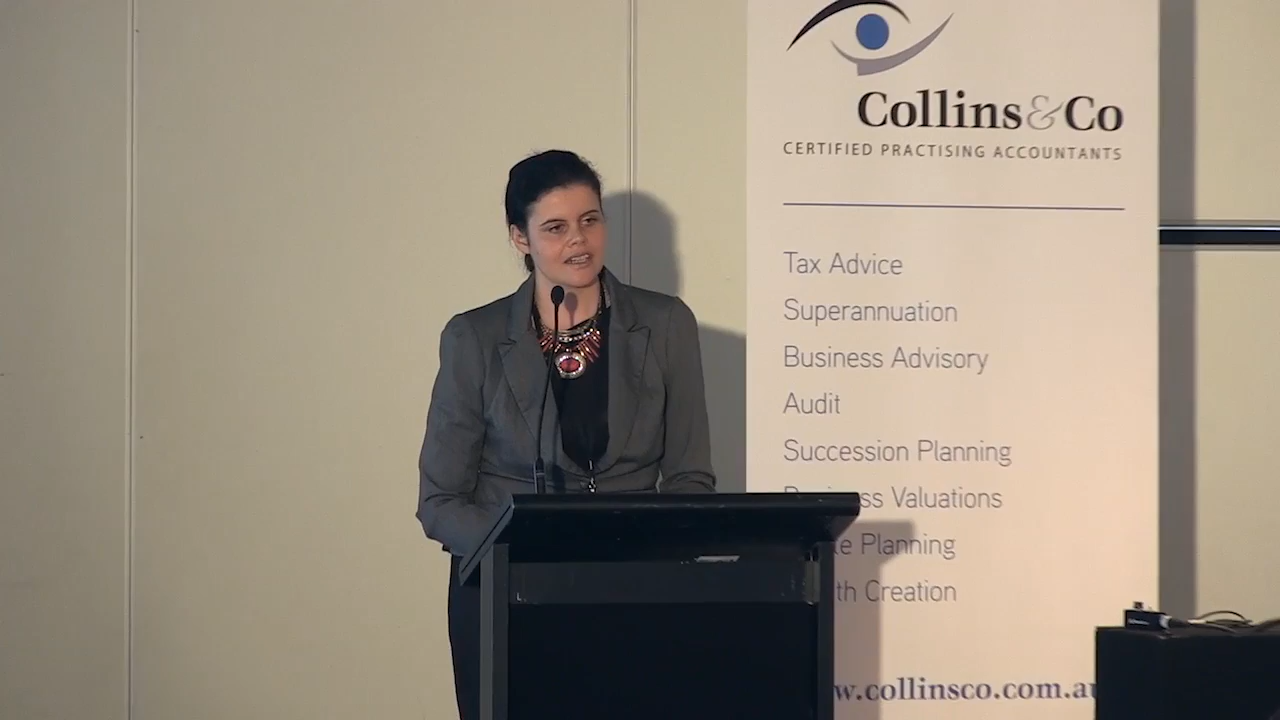 Collins&Co
CERTIFIED PRACTISING ACCOUNTANTS
Tax Advice
Superannuation
Business Advisory
Audit
Succession Planning
Valuations
Planning
Creation
www.collinsco.com.au